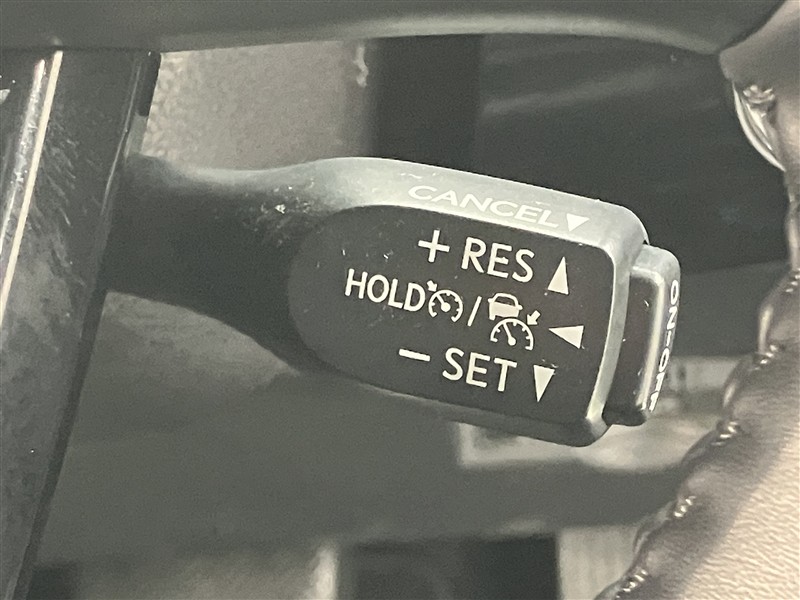 CANCEL▼
+ RES ▲
HOLD / ◀
− SET ▼
ON-OFF